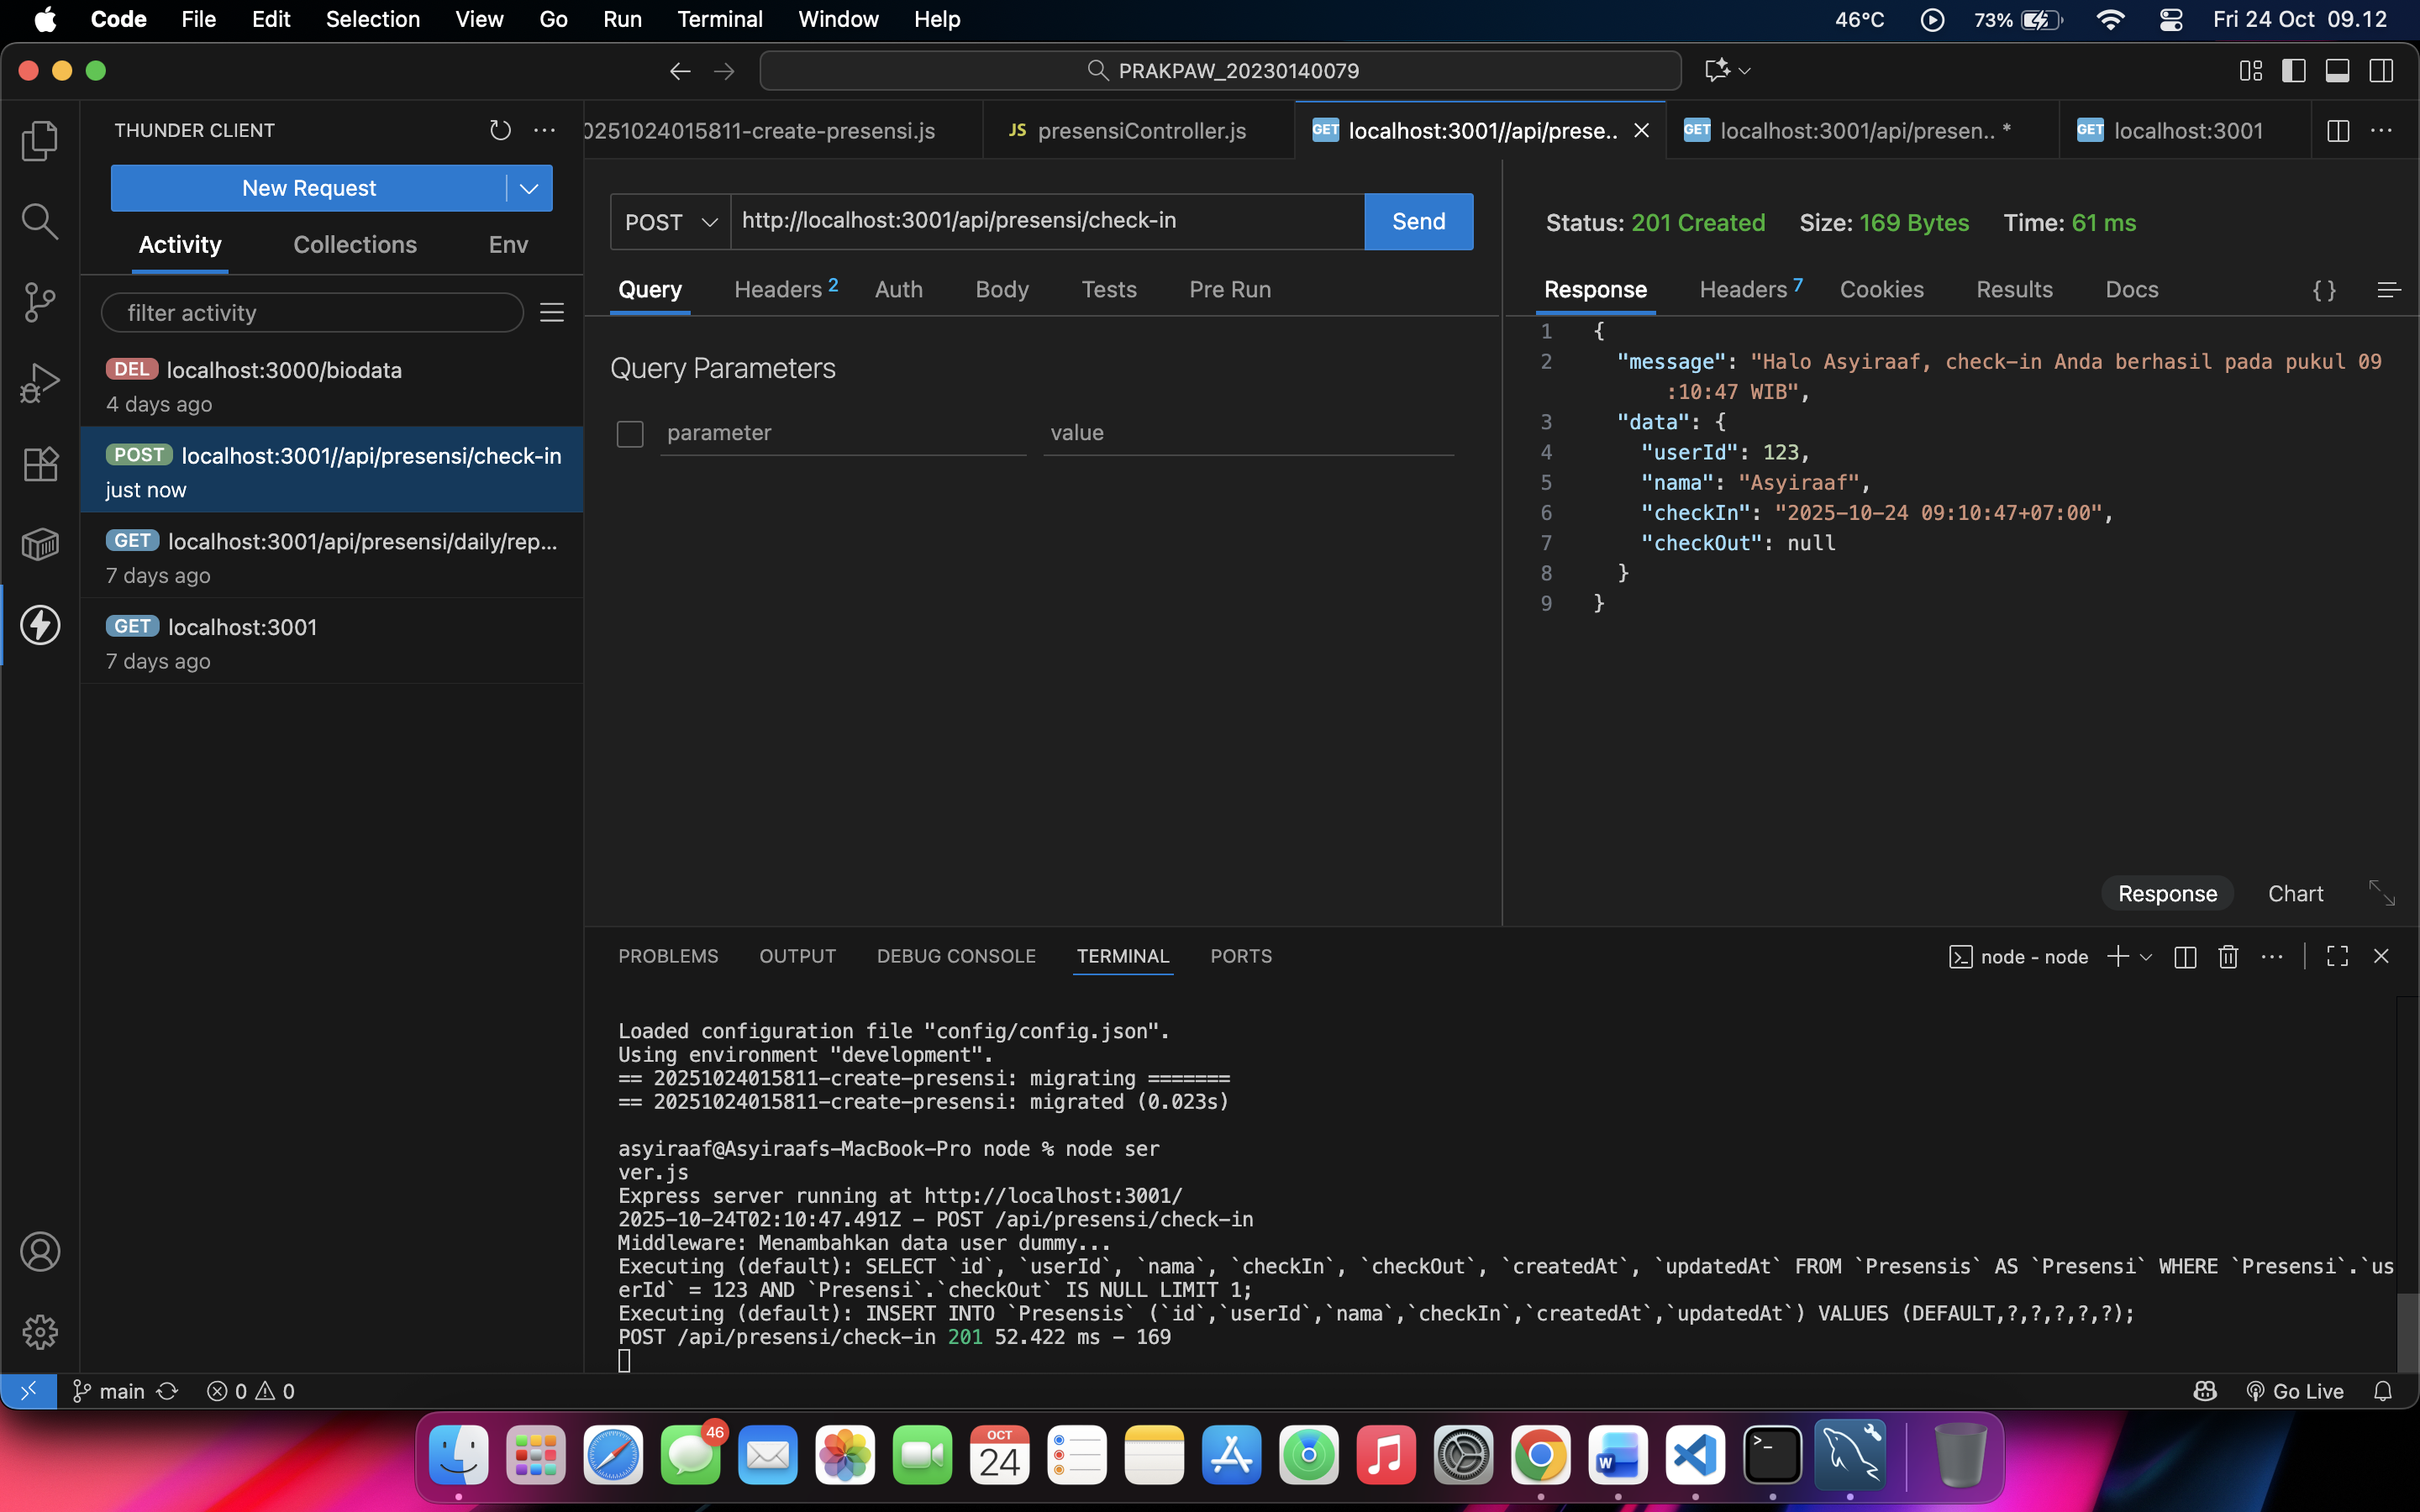 Code File Edit Selection View Go Run Terminal Window Help 46°C 73% Fri 24 Oct 09.12
PRAKPAW_20230140079
THUNDER CLIENT
New Request
Activity Collections Env
filter activity
DEL localhost:3000/biodata
4 days ago
POST localhost:3001//api/presensi/check-in
just now
GET localhost:3001/api/presensi/daily/rep...
7 days ago
GET localhost:3001
7 days ago
0251024015811-create-presensi.js JS presensiController.js GET localhost:3001//api/prese.. GET localhost:3001/api/presen.. * GET localhost:3001
POST http://localhost:3001/api/presensi/check-in Send
Query Headers 2 Auth Body Tests Pre Run
Query Parameters
parameter value
Status: 201 Created Size: 169 Bytes Time: 61 ms
Response Headers 7 Cookies Results Docs { }
1 {
2 "message": "Halo Asyiraaf, check-in Anda berhasil pada pukul 09
:10:47 WIB",
3 "data": {
4 "userId": 123,
5 "nama": "Asyiraaf",
6 "checkIn": "2025-10-24 09:10:47+07:00",
7 "checkOut": null
8 }
9 }
Response Chart
PROBLEMS OUTPUT DEBUG CONSOLE TERMINAL PORTS node - node
Loaded configuration file "config/config.json".
Using environment "development".
== 20251024015811-create-presensi: migrating =======
== 20251024015811-create-presensi: migrated (0.023s)
asyiraaf@Asyiraafs-MacBook-Pro node % node ser
ver.js
Express server running at http://localhost:3001/
2025-10-24T02:10:47.491Z - POST /api/presensi/check-in
Middleware: Menambahkan data user dummy...
Executing (default): SELECT `id`, `userId`, `nama`, `checkIn`, `checkOut`, `createdAt`, `updatedAt` FROM `Presensis` AS `Presensi` WHERE `Presensi`.`us
erId` = 123 AND `Presensi`.`checkOut` IS NULL LIMIT 1;
Executing (default): INSERT INTO `Presensis` (`id`,`userId`,`nama`,`checkIn`,`createdAt`,`updatedAt`) VALUES (DEFAULT,?,?,?,?,?);
POST /api/presensi/check-in 201 52.422 ms - 169
main 0 0 Go Live
46
OCT
24
W
>_